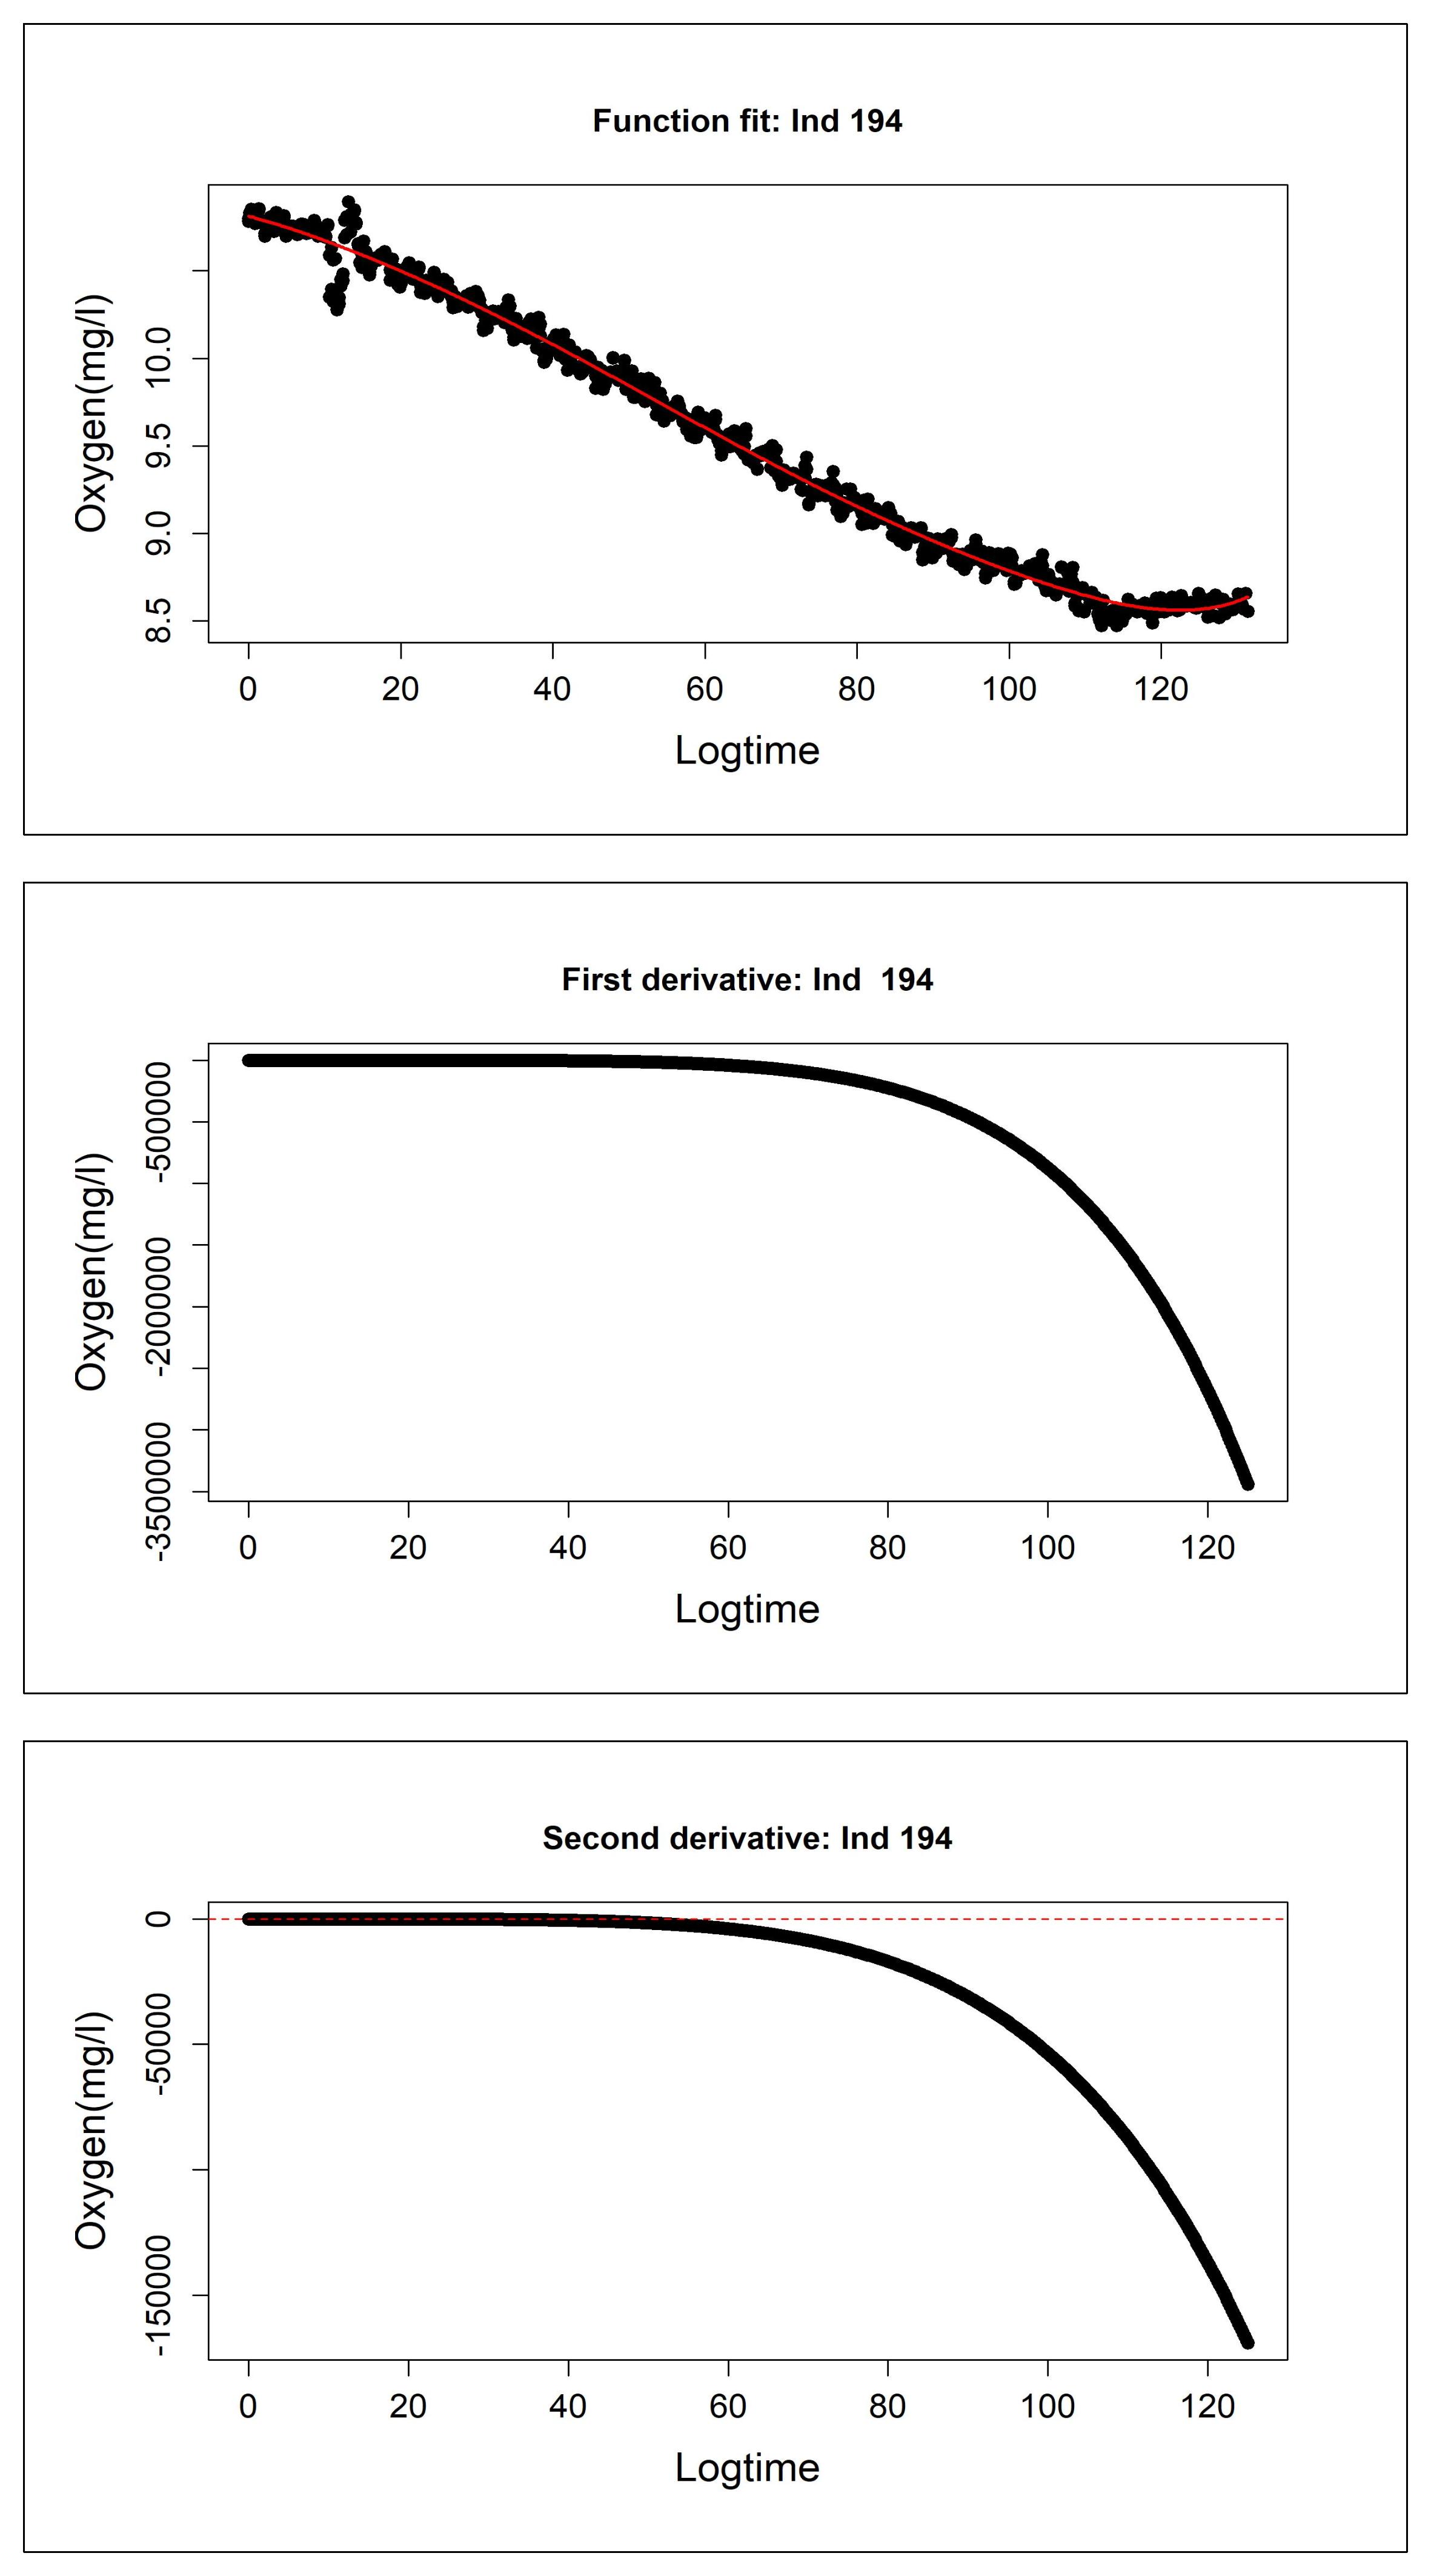 Function fit: Ind 194
Oxygen(mg/l)
10.0
9.5
9.0
8.5
0 20 40 60 80 100 120
Logtime
First derivative: Ind  194
Oxygen(mg/l)
-500000
-2000000
-3500000
0 20 40 60 80 100 120
Logtime
Second derivative: Ind 194
Oxygen(mg/l)
0
-50000
-150000
0 20 40 60 80 100 120
Logtime